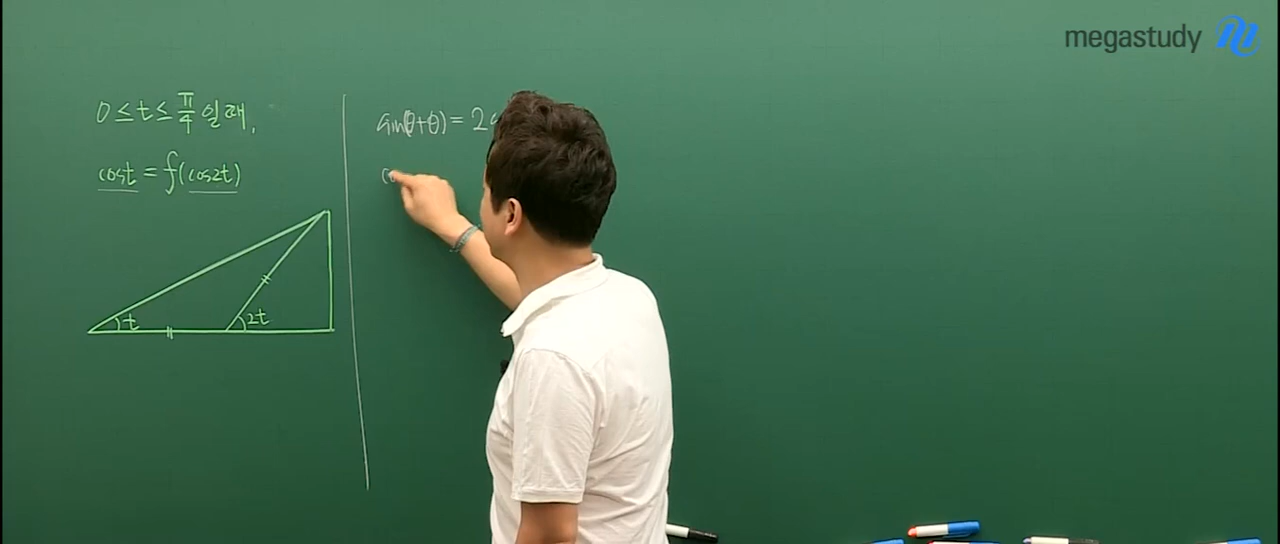 0 ≤ t ≤ π/4 일 때,
cost = f(cos2t)
t
2t
sin(θ+θ) = 2
megastudy